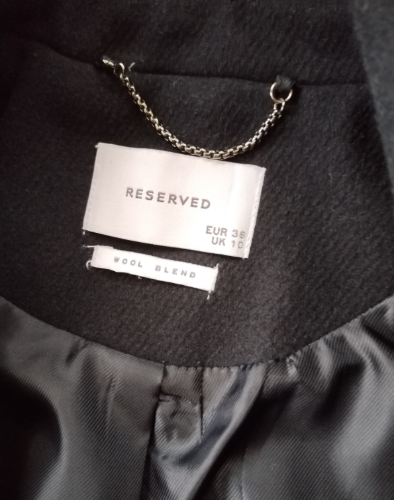 RESERVED
EUR 38
UK 10
WOOL BLEND